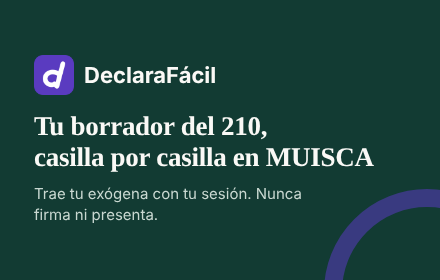 d
DeclaraFácil
Tu borrador del 210,
casilla por casilla en MUISCA
Trae tu exógena con tu sesión. Nunca
firma ni presenta.